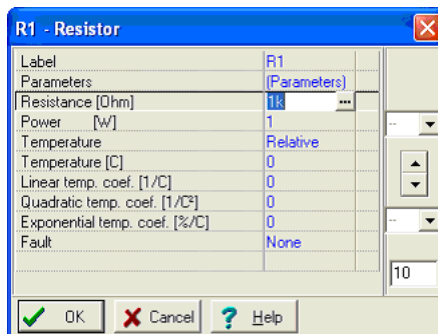 R1 - Resistor
Label R1
Parameters (Parameters)
Resistance [Ohm] 1k ...
Power [W] 1
Temperature Relative
Temperature [C] 0
Linear temp. coef. [1/C] 0
Quadratic temp. coef. [1/C²] 0
Exponential temp. coef. [%/C] 0
Fault None
--
--
10
OK Cancel ? Help